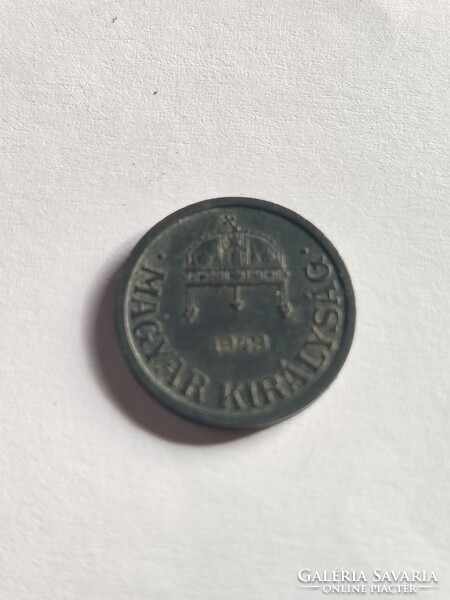 1943
· MAGYAR KIRÁLYSÁG ·
GALÉRIA SAVARIA
ONLINE PIACTÉR